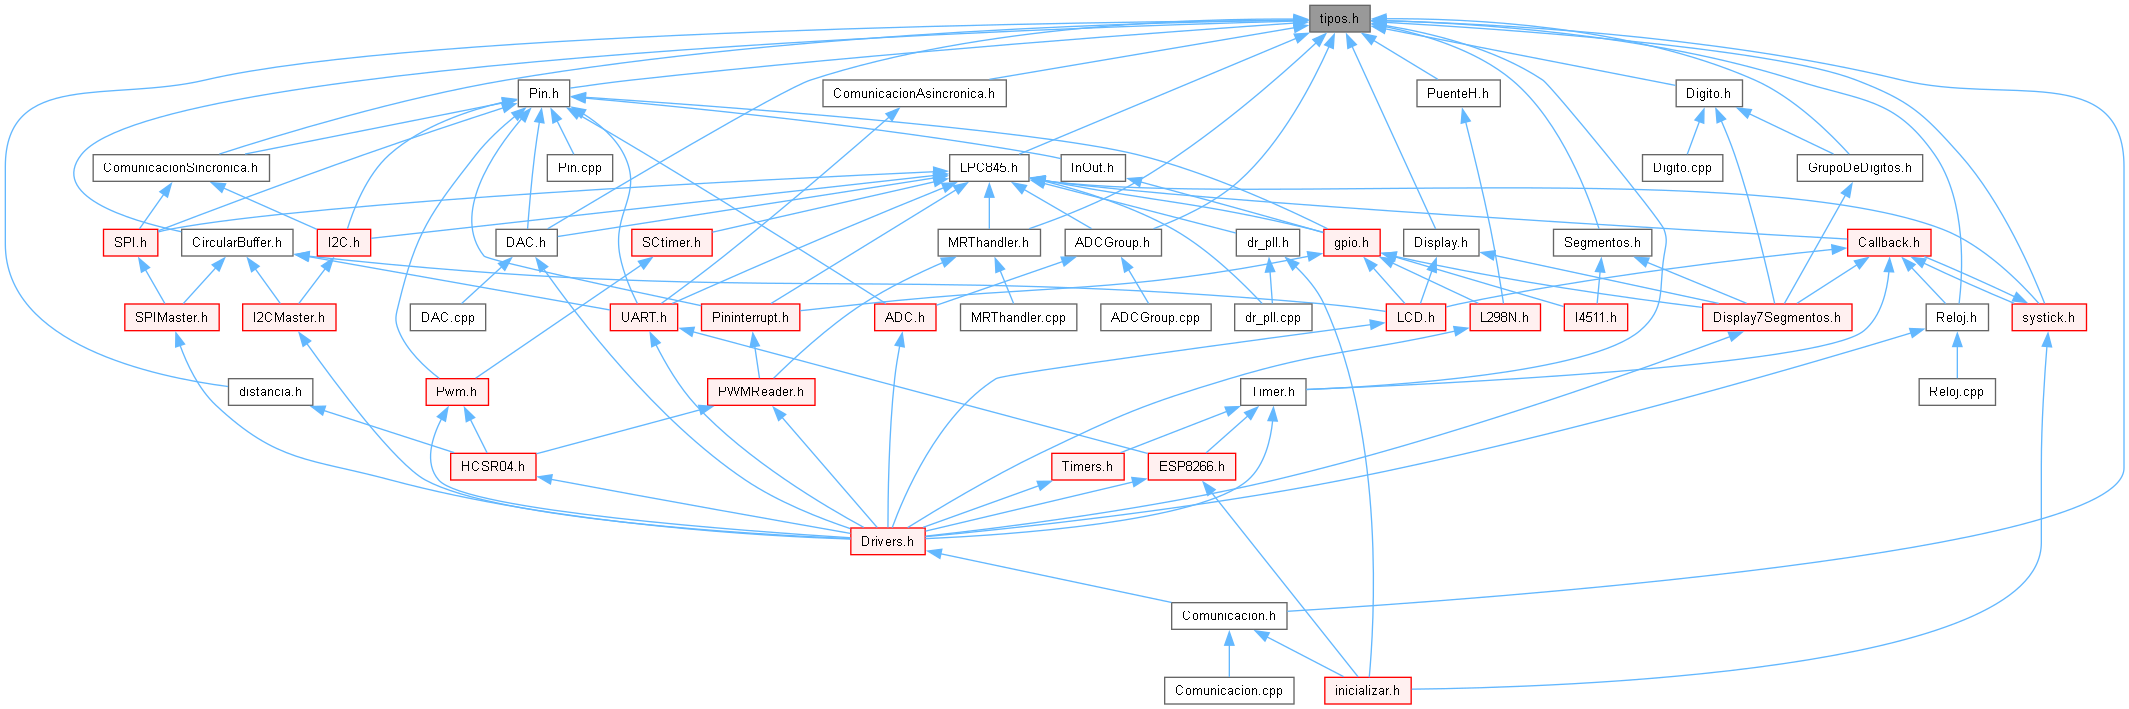 tipos.h
Pin.h
ComunicacionAsincronica.h
PuenteH.h
Digito.h
ComunicacionSincronica.h
Pin.cpp
LPC845.h
InOut.h
Digito.cpp
GrupoDeDigitos.h
SPI.h
CircularBuffer.h
I2C.h
DAC.h
SCtimer.h
MRThandler.h
ADCGroup.h
dr_pll.h
gpio.h
Display.h
Segmentos.h
Callback.h
SPIMaster.h
I2CMaster.h
DAC.cpp
UART.h
Pininterrupt.h
ADC.h
MRThandler.cpp
ADCGroup.cpp
dr_pll.cpp
LCD.h
L298N.h
I4511.h
Display7Segmentos.h
Reloj.h
systick.h
distancia.h
Pwm.h
PWMReader.h
Timer.h
Reloj.cpp
HCSR04.h
Timers.h
ESP8266.h
Drivers.h
Comunicacion.h
Comunicacion.cpp
inicializar.h